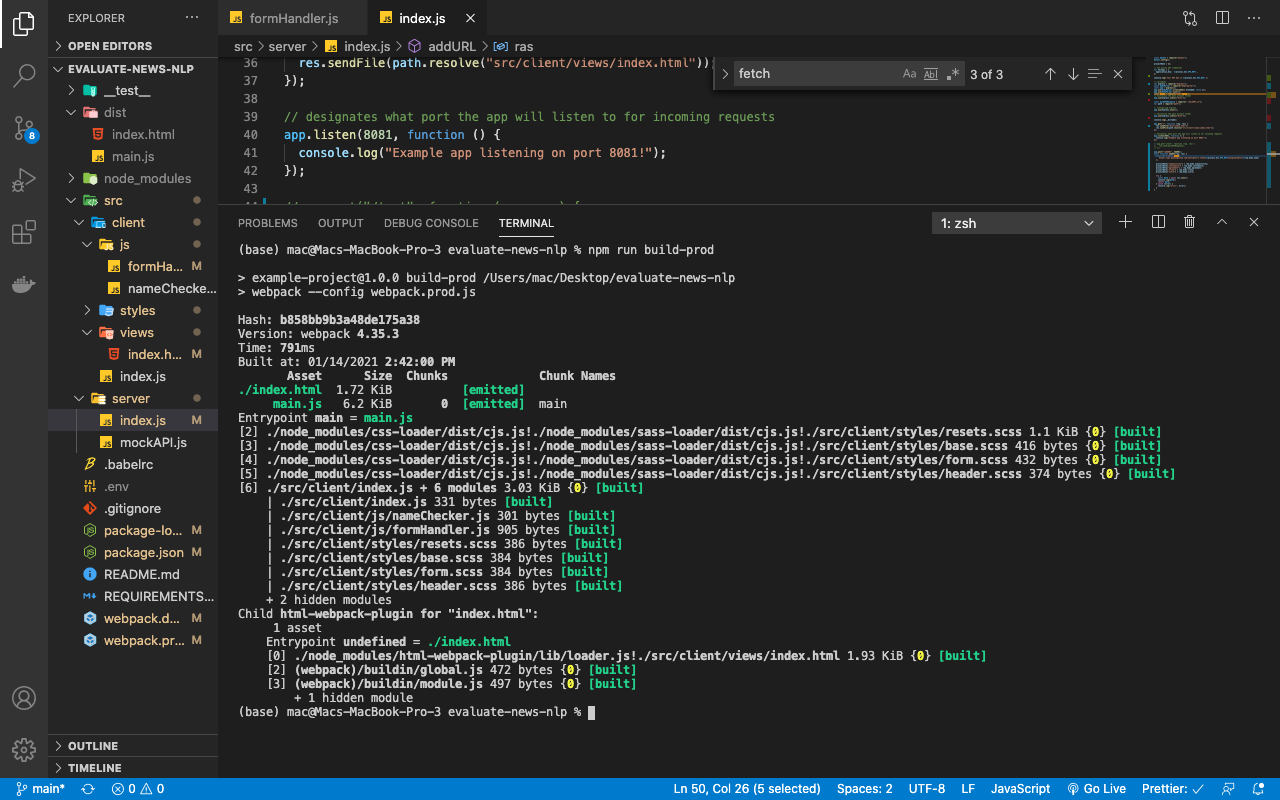 EXPLORER
OPEN EDITORS
EVALUATE-NEWS-NLP
__test__
dist
index.html
main.js
node_modules
src
client
js
formHa... M
nameChecke...
styles
views
index.h... M
index.js
server
index.js M
mockAPI.js
.babelrc
.env
.gitignore
package-lo... M
package.json M
README.md
REQUIREMENTS...
webpack.d... M
webpack.pr... M
OUTLINE
TIMELINE
8
formHandler.js
index.js
src > server > index.js > addURL > ras
fetch
Aa Abl .* 3 of 3
36 res.sendFile(path.resolve("src/client/views/index.html"));
37 });
38
39 // designates what port the app will listen to for incoming requests
40 app.listen(8081, function () {
41 console.log("Example app listening on port 8081!");
42 });
43
PROBLEMS OUTPUT DEBUG CONSOLE TERMINAL
1: zsh
(base) mac@Macs-MacBook-Pro-3 evaluate-news-nlp % npm run build-prod
> example-project@1.0.0 build-prod /Users/mac/Desktop/evaluate-news-nlp
> webpack --config webpack.prod.js
Hash: b858bb9b3a48de175a38
Version: webpack 4.35.3
Time: 791ms
Built at: 01/14/2021 2:42:00 PM
Asset Size Chunks Chunk Names
./index.html 1.72 KiB [emitted]
main.js 6.2 KiB 0 [emitted] main
Entrypoint main = main.js
[2] ./node_modules/css-loader/dist/cjs.js!./node_modules/sass-loader/dist/cjs.js!./src/client/styles/resets.scss 1.1 KiB {0} [built]
[3] ./node_modules/css-loader/dist/cjs.js!./node_modules/sass-loader/dist/cjs.js!./src/client/styles/base.scss 416 bytes {0} [built]
[4] ./node_modules/css-loader/dist/cjs.js!./node_modules/sass-loader/dist/cjs.js!./src/client/styles/form.scss 432 bytes {0} [built]
[5] ./node_modules/css-loader/dist/cjs.js!./node_modules/sass-loader/dist/cjs.js!./src/client/styles/header.scss 374 bytes {0} [built]
[6] ./src/client/index.js + 6 modules 3.03 KiB {0} [built]
| ./src/client/index.js 331 bytes [built]
| ./src/client/js/nameChecker.js 301 bytes [built]
| ./src/client/js/formHandler.js 905 bytes [built]
| ./src/client/styles/resets.scss 386 bytes [built]
| ./src/client/styles/base.scss 384 bytes [built]
| ./src/client/styles/form.scss 384 bytes [built]
| ./src/client/styles/header.scss 386 bytes [built]
+ 2 hidden modules
Child html-webpack-plugin for "index.html":
1 asset
Entrypoint undefined = ./index.html
[0] ./node_modules/html-webpack-plugin/lib/loader.js!./src/client/views/index.html 1.93 KiB {0} [built]
[2] (webpack)/buildin/global.js 472 bytes {0} [built]
[3] (webpack)/buildin/module.js 497 bytes {0} [built]
+ 1 hidden module
(base) mac@Macs-MacBook-Pro-3 evaluate-news-nlp %
main* 0 0 Ln 50, Col 26 (5 selected) Spaces: 2 UTF-8 LF JavaScript Go Live Prettier: ✓